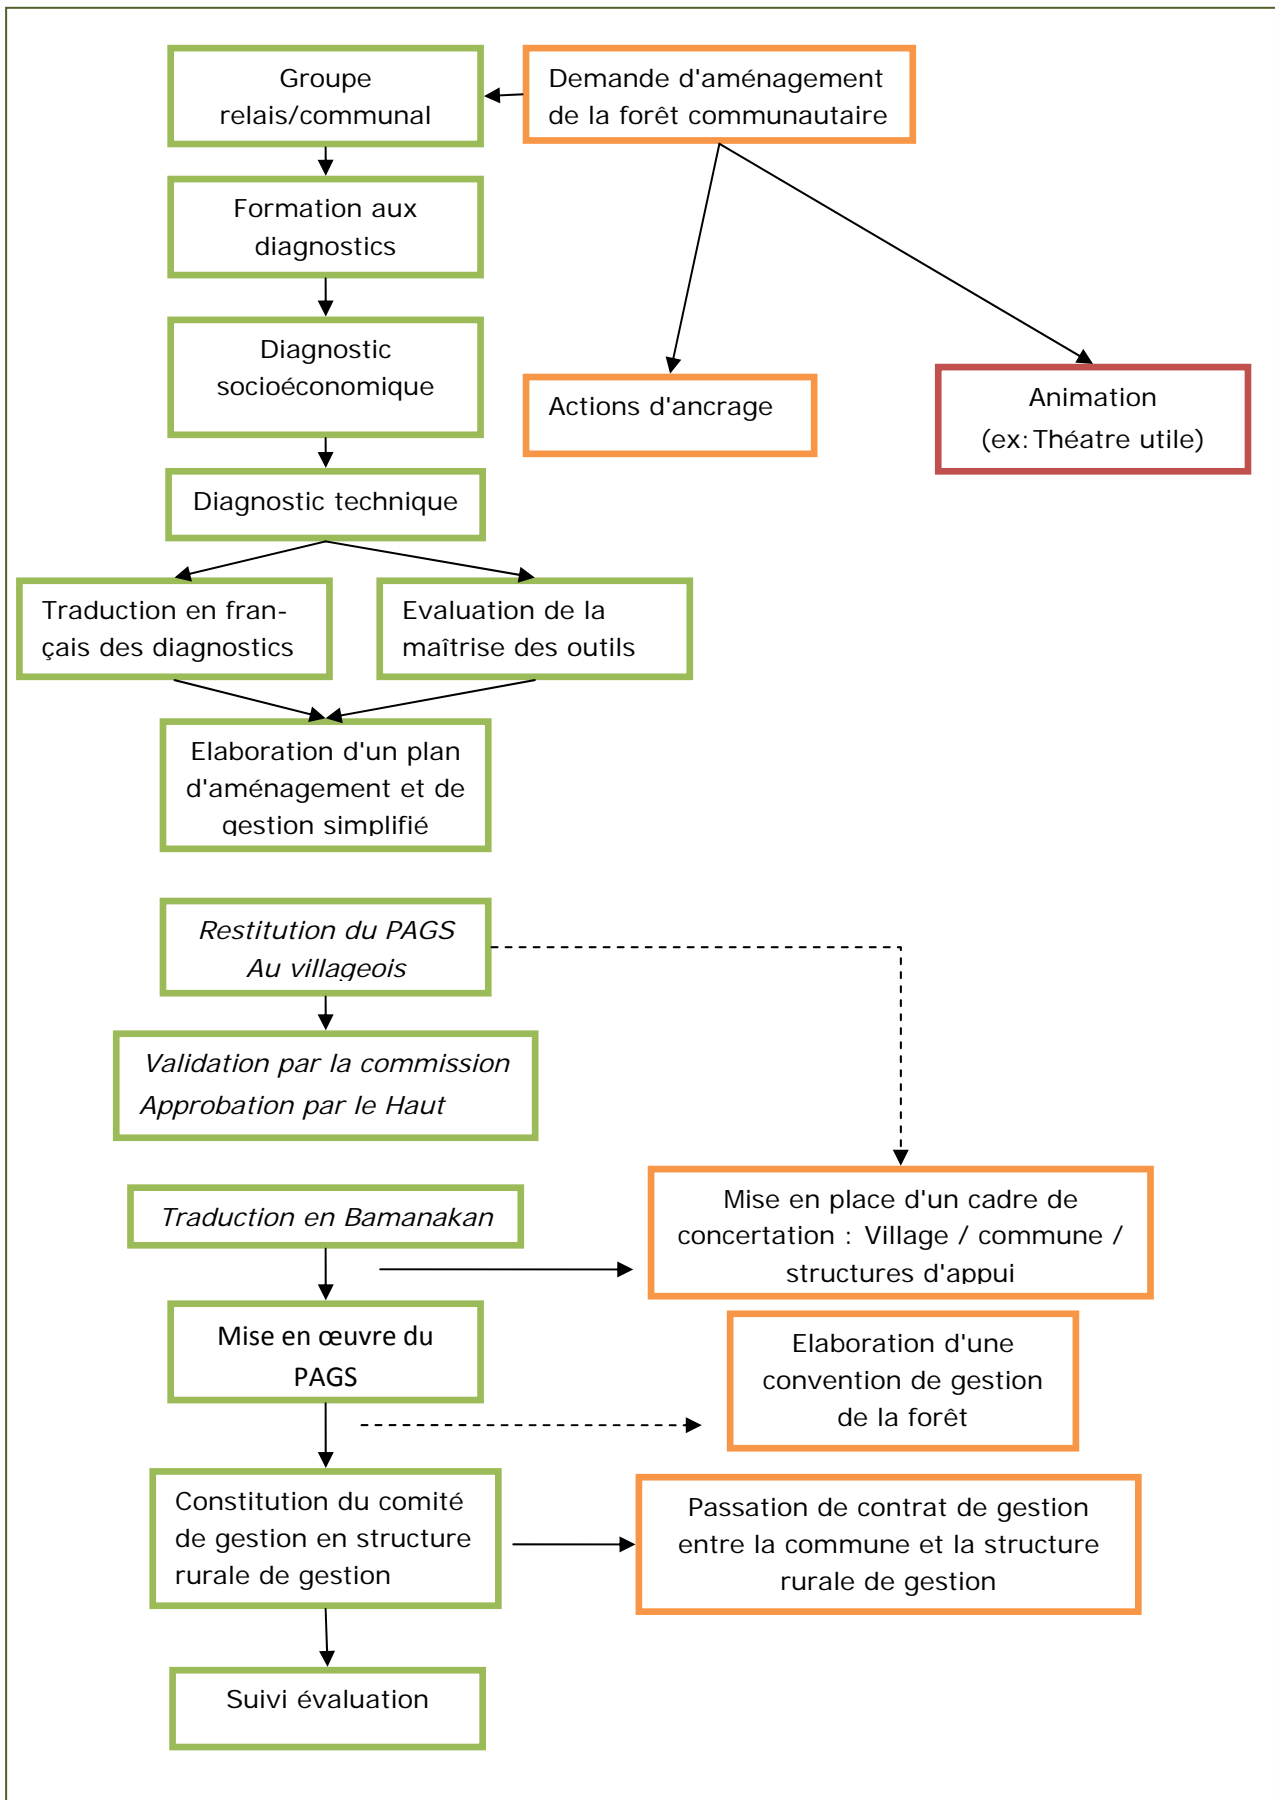 Groupe
relais/communal
Demande d'aménagement
de la forêt communautaire
Formation aux
diagnostics
Diagnostic
socioéconomique
Actions d'ancrage
Animation
(ex: Théatre utile)
Diagnostic technique
Traduction en fran-
çais des diagnostics
Evaluation de la
maîtrise des outils
Elaboration d'un plan
d'aménagement et de
gestion simplifié
Restitution du PAGS
Au villageois
Validation par la commission
Approbation par le Haut
Traduction en Bamanakan
Mise en place d'un cadre de
concertation : Village / commune /
structures d'appui
Mise en œuvre du
PAGS
Elaboration d'une
convention de gestion
de la forêt
Constitution du comité
de gestion en structure
rurale de gestion
Passation de contrat de gestion
entre la commune et la structure
rurale de gestion
Suivi évaluation